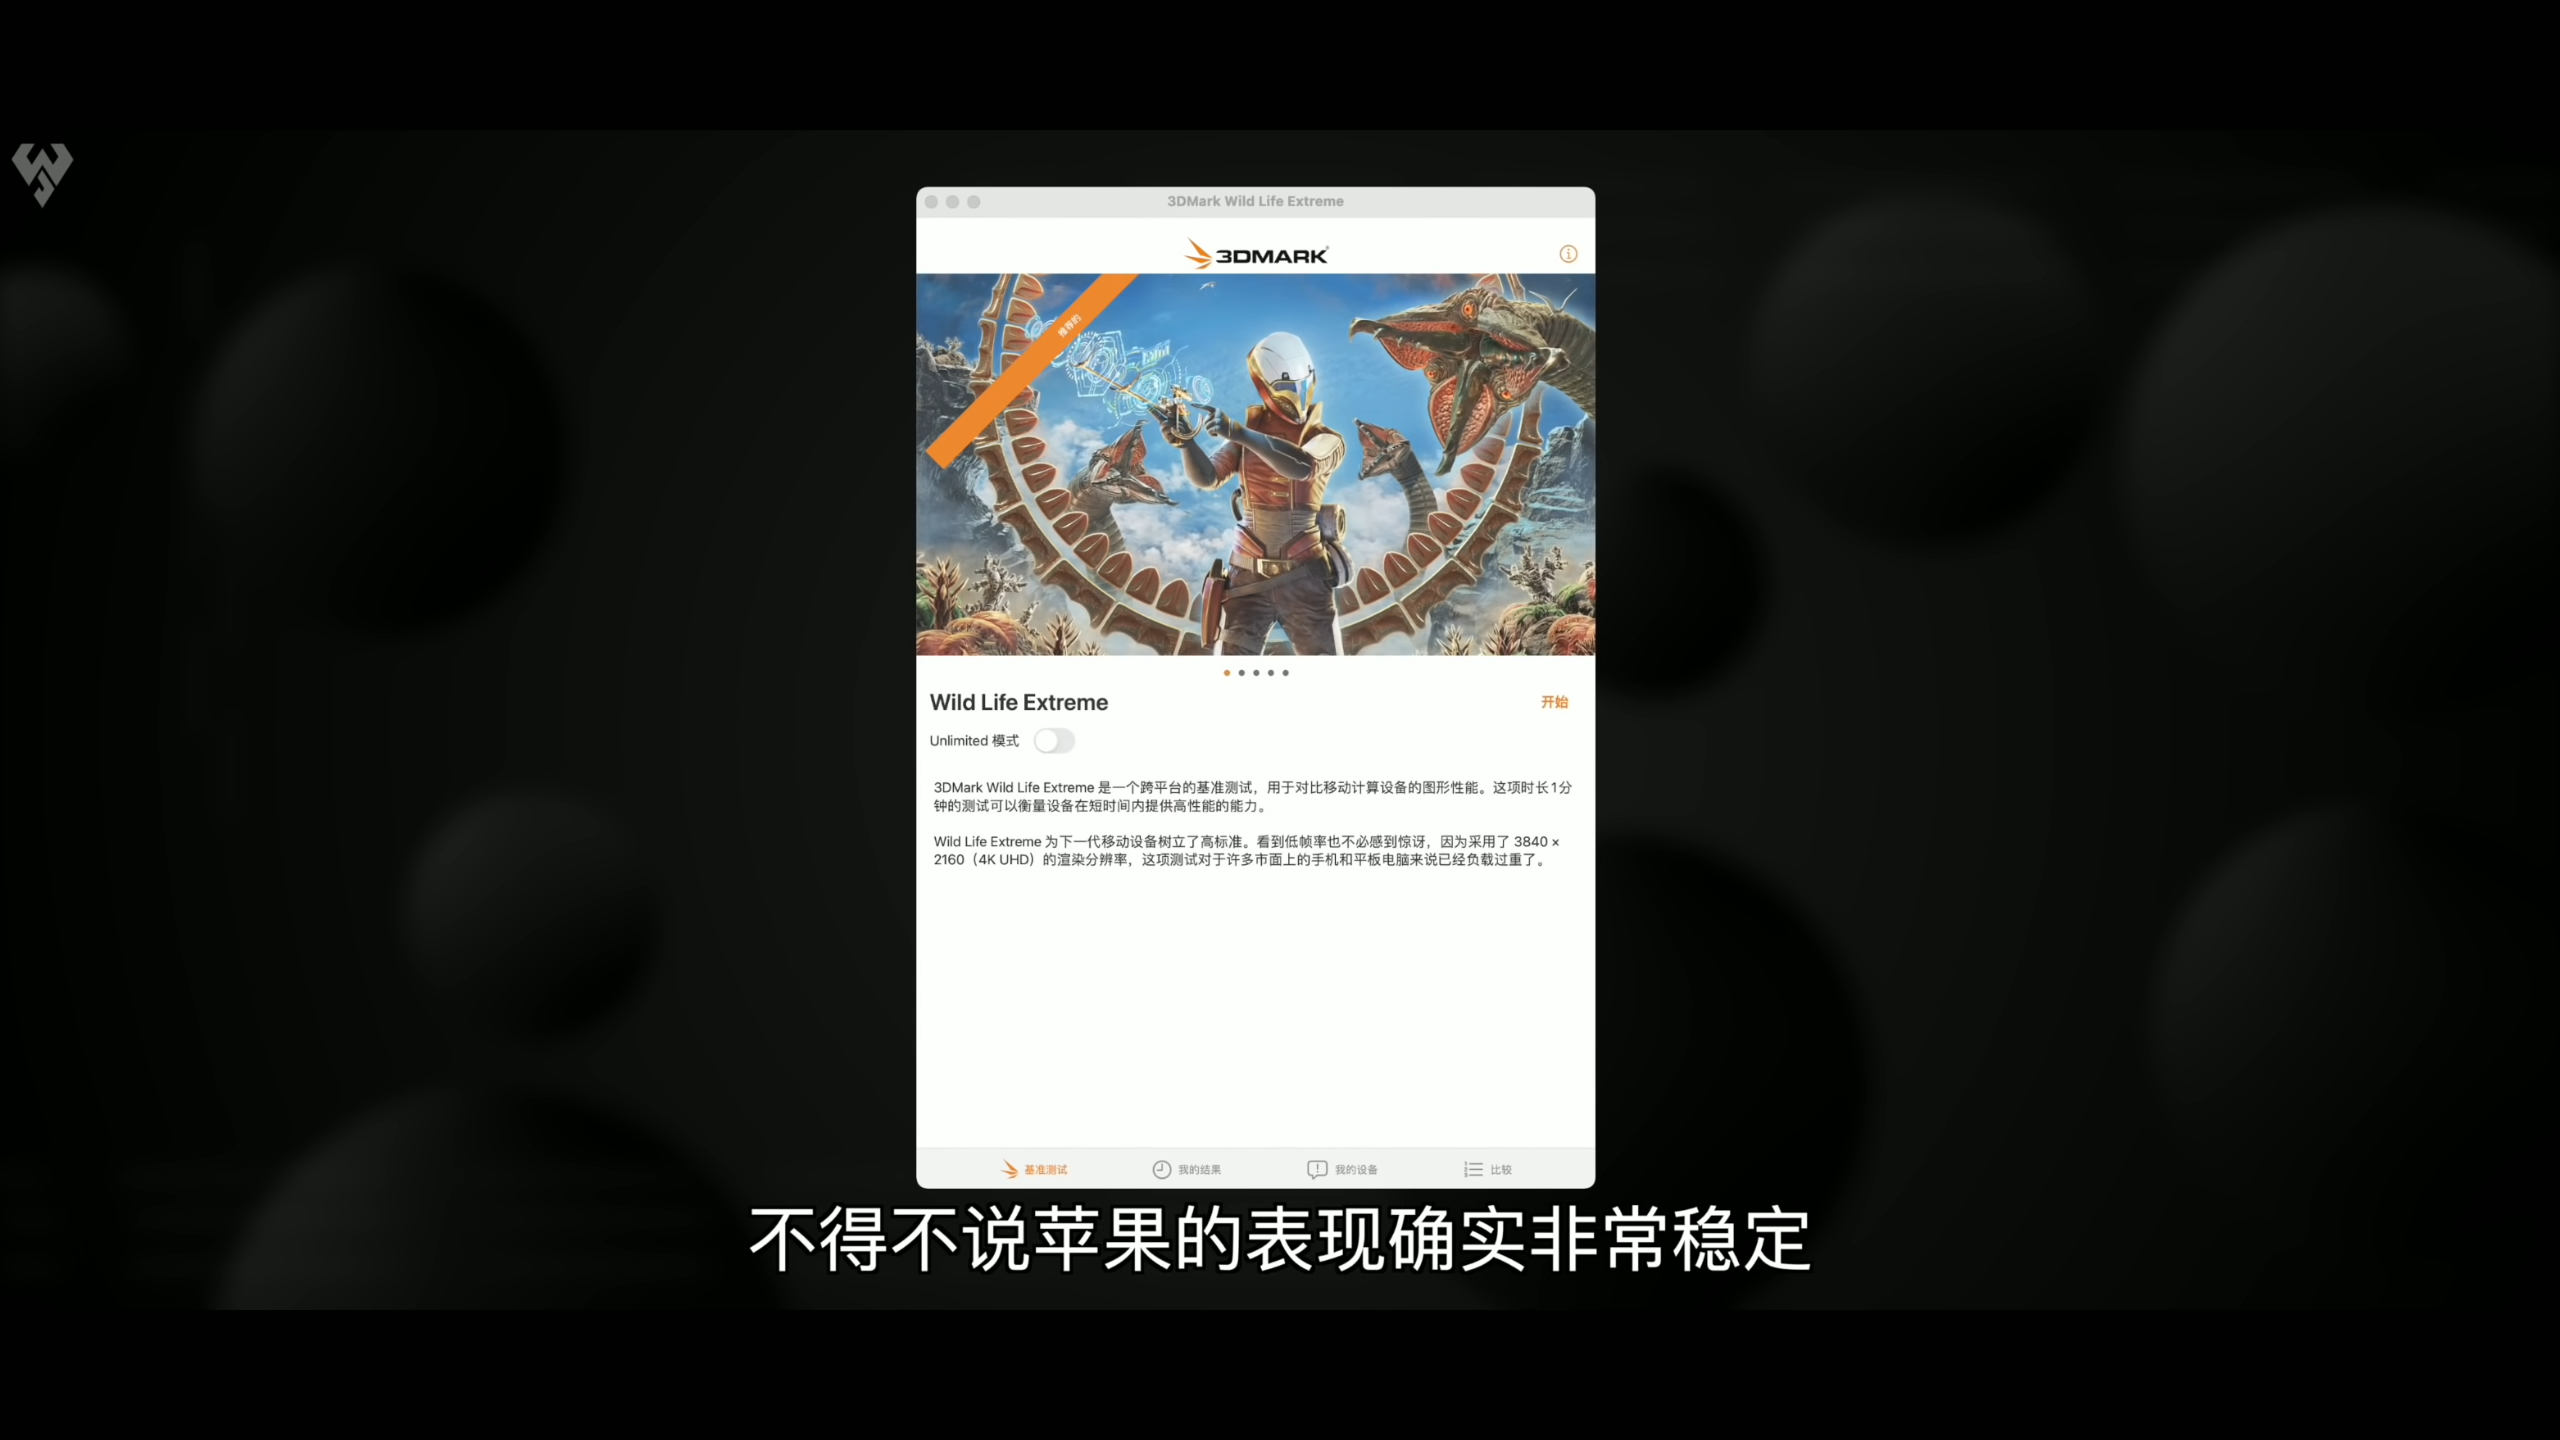 3DMark Wild Life Extreme
3DMARK
推荐的
Wild Life Extreme
开始
Unlimited 模式
3DMark Wild Life Extreme 是一个跨平台的基准测试，用于对比移动计算设备的图形性能。这项时长1分
钟的测试可以衡量设备在短时间内提供高性能的能力。
Wild Life Extreme 为下一代移动设备树立了高标准。看到低帧率也不必感到惊讶，因为采用了 3840 ×
2160（4K UHD）的渲染分辨率，这项测试对于许多市面上的手机和平板电脑来说已经负载过重了。
基准测试
我的结果
我的设备
比较
不得不说苹果的表现确实非常稳定